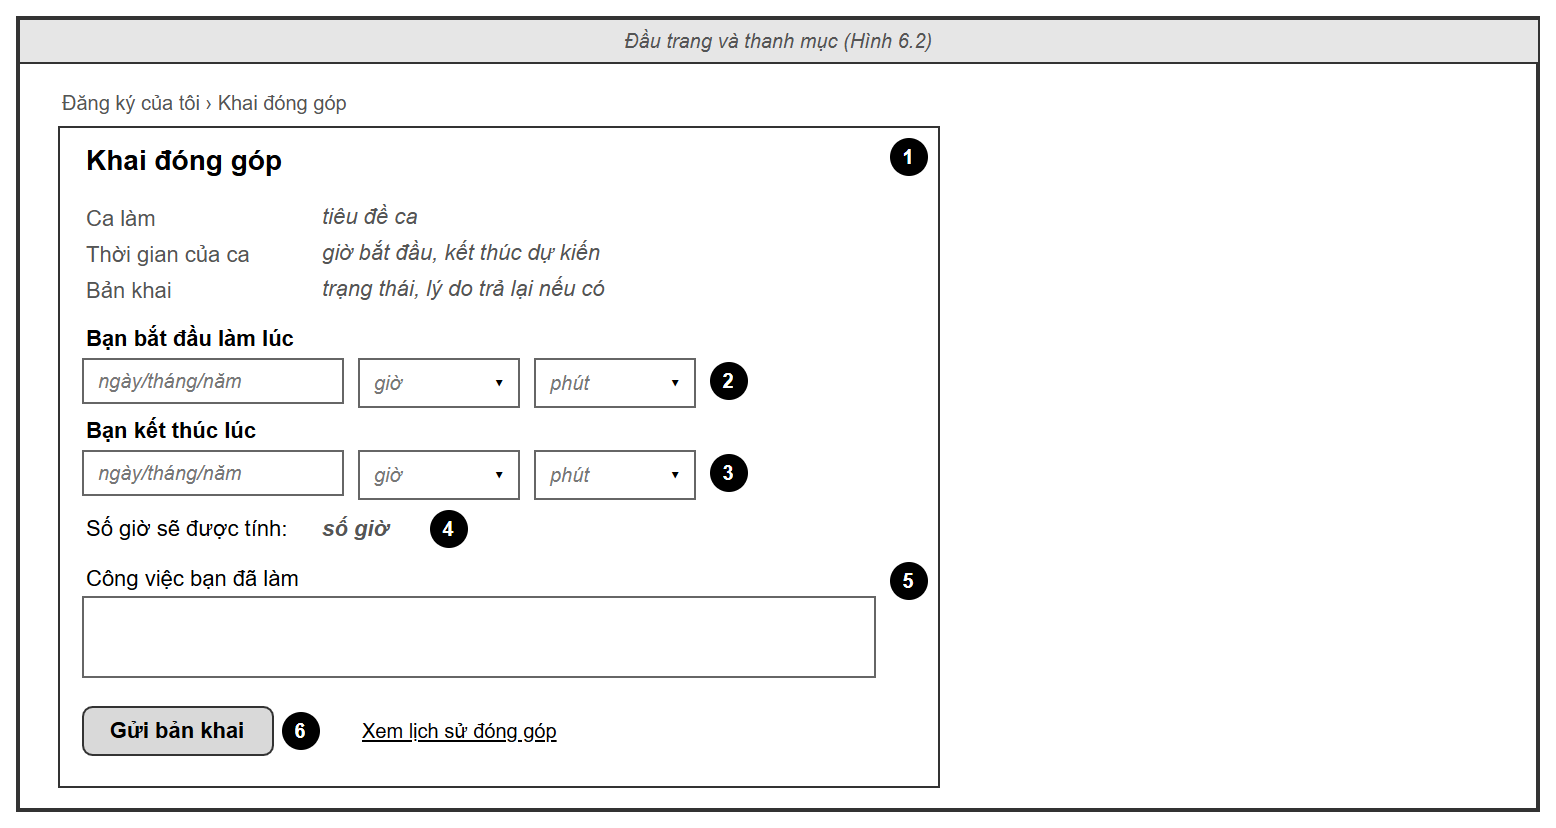 Đầu trang và thanh mục (Hình 6.2)
Đăng ký của tôi › Khai đóng góp
Khai đóng góp 1
Ca làm tiêu đề ca
Thời gian của ca giờ bắt đầu, kết thúc dự kiến
Bản khai trạng thái, lý do trả lại nếu có
Bạn bắt đầu làm lúc
ngày/tháng/năm giờ ▾ phút ▾ 2
Bạn kết thúc lúc
ngày/tháng/năm giờ ▾ phút ▾ 3
Số giờ sẽ được tính: số giờ 4
Công việc bạn đã làm 5
Gửi bản khai 6 Xem lịch sử đóng góp